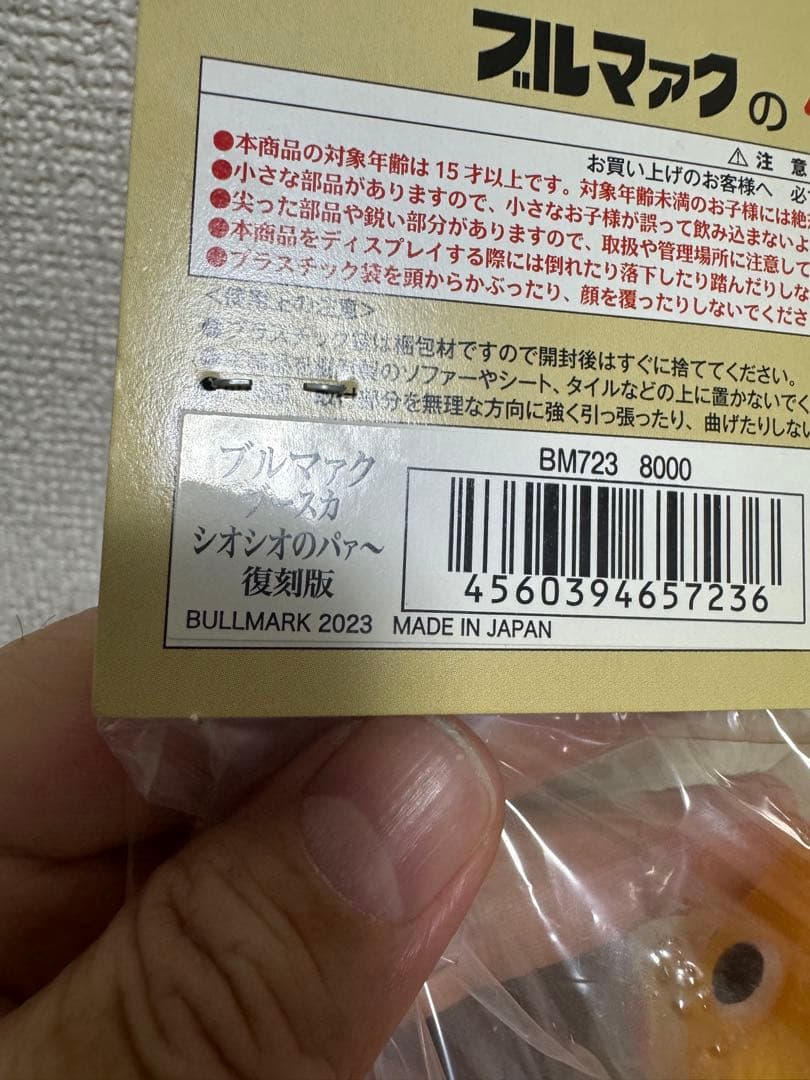 ブルマァクの
⚠注意
お買い上げのお客様へ 必
●本商品の対象年齢は15才以上です。対象年齢未満のお子様には絶
●小さな部品がありますので、小さなお子様が誤って飲み込まないよ
●尖った部品や鋭い部分がありますので、取扱や管理場所に注意して
●本商品をディスプレイする際には倒れたり落下したり踏んだりしな
●プラスチック袋を頭からかぶったり、顔を覆ったりしないでくださ
<使用上の注意>
●プラスチック袋は梱包材ですので開封後はすぐに捨ててください。
製のソファーやシート、タイルなどの上に置かないでく
部分を無理な方向に強く引っ張ったり、曲げたりしない
ブルマァク
ブースカ
シオシオのパァ〜
復刻版
BULLMARK 2023 MADE IN JAPAN
BM723 8000
4560394657236